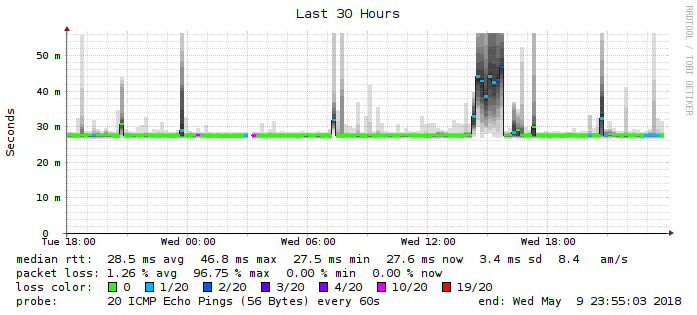 Last 30 Hours
RRDTOOL / TOBI OETIKER
Seconds
50 m
40 m
30 m
20 m
10 m
0
Tue 18:00 Wed 00:00 Wed 06:00 Wed 12:00 Wed 18:00
median rtt: 28.5 ms avg 46.8 ms max 27.5 ms min 27.6 ms now 3.4 ms sd 8.4 am/s
packet loss: 1.26 % avg 96.75 % max 0.00 % min 0.00 % now
loss color: 0 1/20 2/20 3/20 4/20 10/20 19/20
probe: 20 ICMP Echo Pings (56 Bytes) every 60s end: Wed May 9 23:55:03 2018